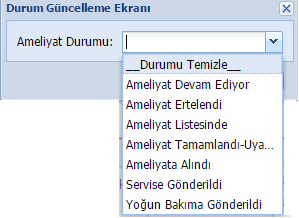 Durum Güncelleme Ekranı
Ameliyat Durumu:
__Durumu Temizle__
Ameliyat Devam Ediyor
Ameliyat Ertelendi
Ameliyat Listesinde
Ameliyat Tamamlandı-Uya...
Ameliyata Alındı
Servise Gönderildi
Yoğun Bakıma Gönderildi